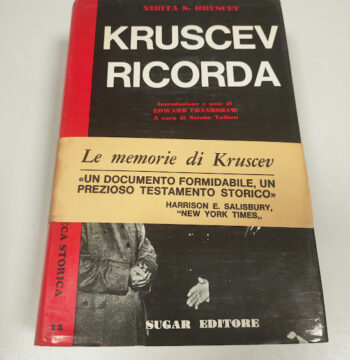 NIKITA S. KRUSCEV
KRUSCEV
RICORDA
Introduzione e note di
EDWARD CRANKSHAW
A cura di Strobe Talbott
Le memorie di Kruscev
«UN DOCUMENTO FORMIDABILE, UN
PREZIOSO TESTAMENTO STORICO»
HARRISON E. SALISBURY,
"NEW YORK TIMES„
CA STORICA
12
SUGAR EDITORE